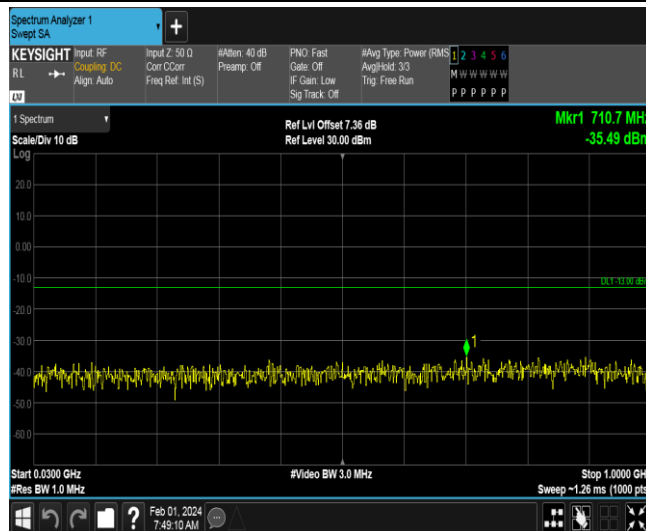 Spectrum Analyzer 1
Swept SA
+
KEYSIGHT Input: RF Input Z: 50 Ω #Atten: 40 dB PNO: Fast #Avg Type: Power (RMS 1 2 3 4 5 6
RL Coupling: DC Corr CCorr Preamp: Off Gate: Off Avg|Hold: 3/3 M W W W W W
Align: Auto Freq Ref: Int (S) IF Gain: Low Trig: Free Run
Sig Track: Off P P P P P P
LXI
1 Spectrum Ref Lvl Offset 7.36 dB Mkr1 710.7 MHz
Scale/Div 10 dB Ref Level 30.00 dBm -35.49 dBm
Log
20.0
10.0
0.00
-10.0 DL1 -13.00 dBm
-20.0
-30.0
1
-40.0
-50.0
-60.0
Start 0.0300 GHz #Video BW 3.0 MHz Stop 1.0000 GH
#Res BW 1.0 MHz Sweep ~1.26 ms (1000 pts
? Feb 01, 2024
7:49:10 AM